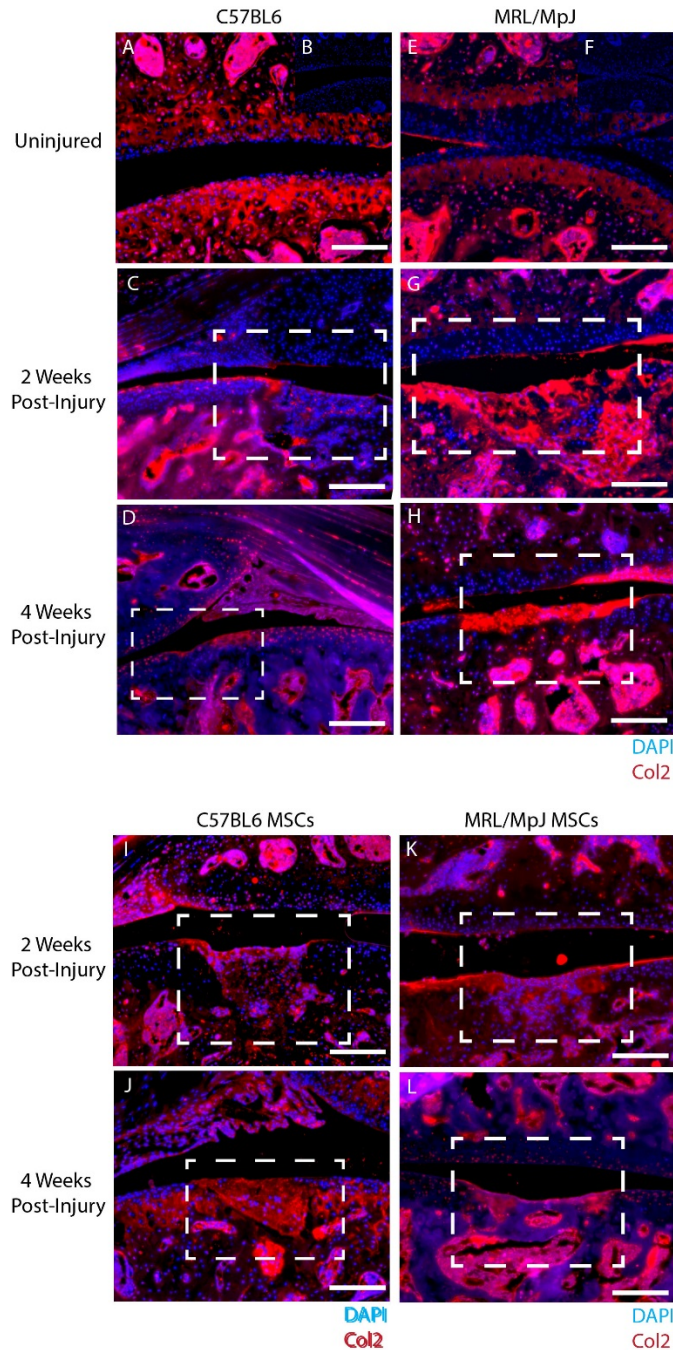 C57BL6 MRL/MpJ
A B E F
Uninjured
C G
2 Weeks
Post-Injury
D H
4 Weeks
Post-Injury
DAPI
Col2
C57BL6 MSCs MRL/MpJ MSCs
I K
2 Weeks
Post-Injury
J L
4 Weeks
Post-Injury
DAPI DAPI
Col2 Col2